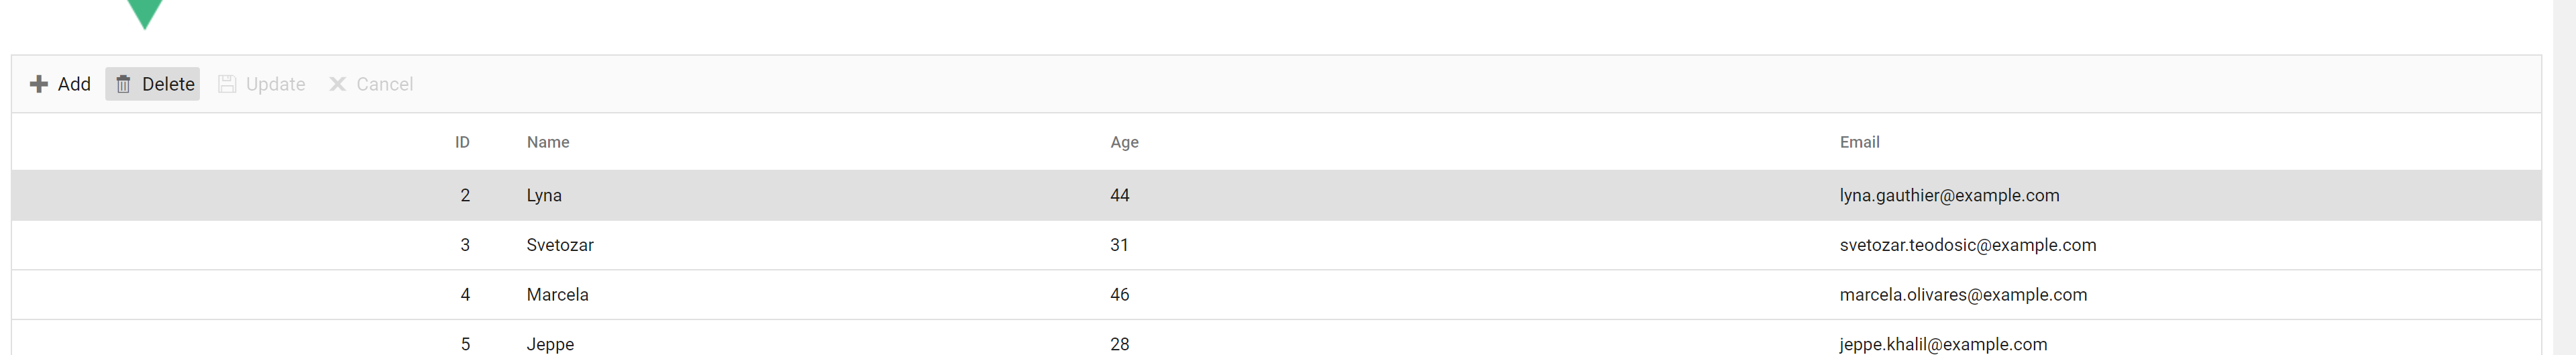 Add Delete Update Cancel
ID Name Age Email
2 Lyna 44 lyna.gauthier@example.com
3 Svetozar 31 svetozar.teodosic@example.com
4 Marcela 46 marcela.olivares@example.com
5 Jeppe 28 jeppe.khalil@example.com